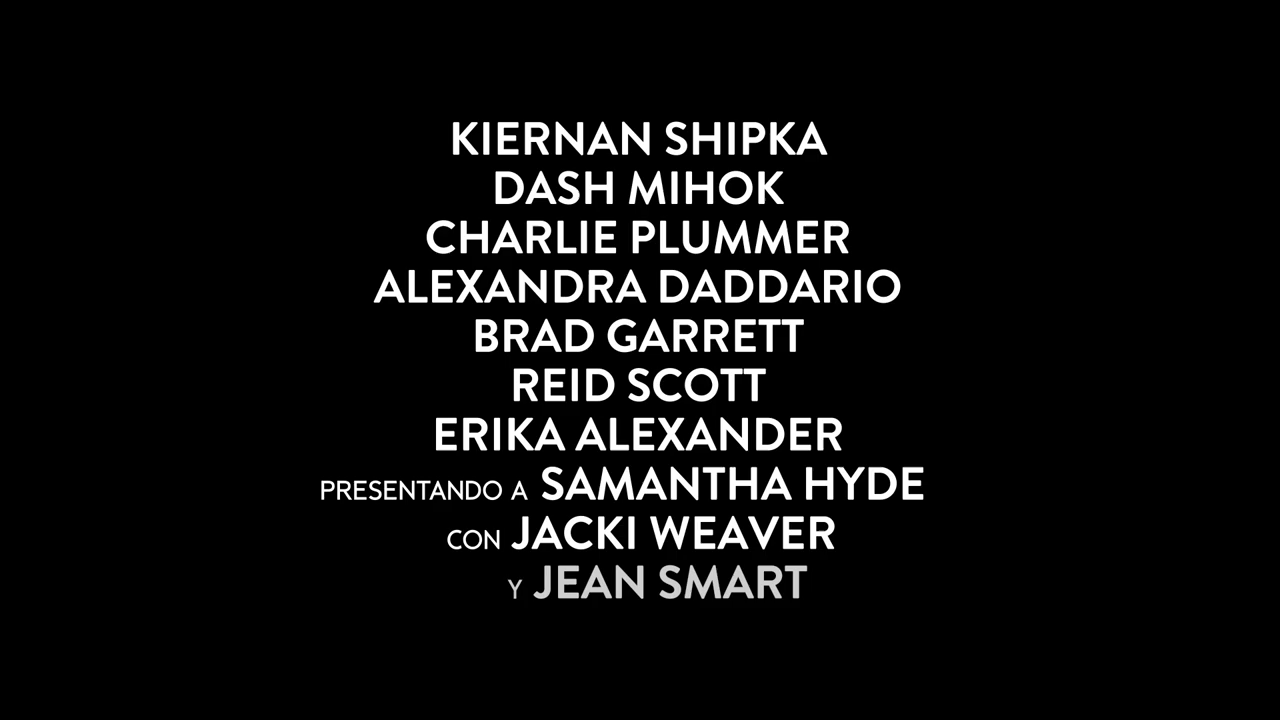 KIERNAN SHIPKA
DASH MIHOK
CHARLIE PLUMMER
ALEXANDRA DADDARIO
BRAD GARRETT
REID SCOTT
ERIKA ALEXANDER
PRESENTANDO A SAMANTHA HYDE
CON JACKI WEAVER
Y JEAN SMART